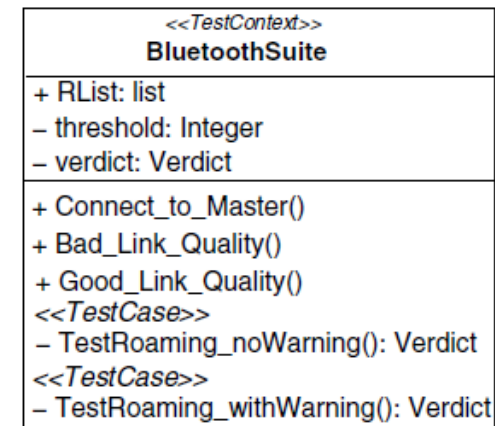 <<TestContext>>
BluetoothSuite
+ RList: list
– threshold: Integer
– verdict: Verdict
+ Connect_to_Master()
+ Bad_Link_Quality()
+ Good_Link_Quality()
<<TestCase>>
– TestRoaming_noWarning(): Verdict
<<TestCase>>
– TestRoaming_withWarning(): Verdict